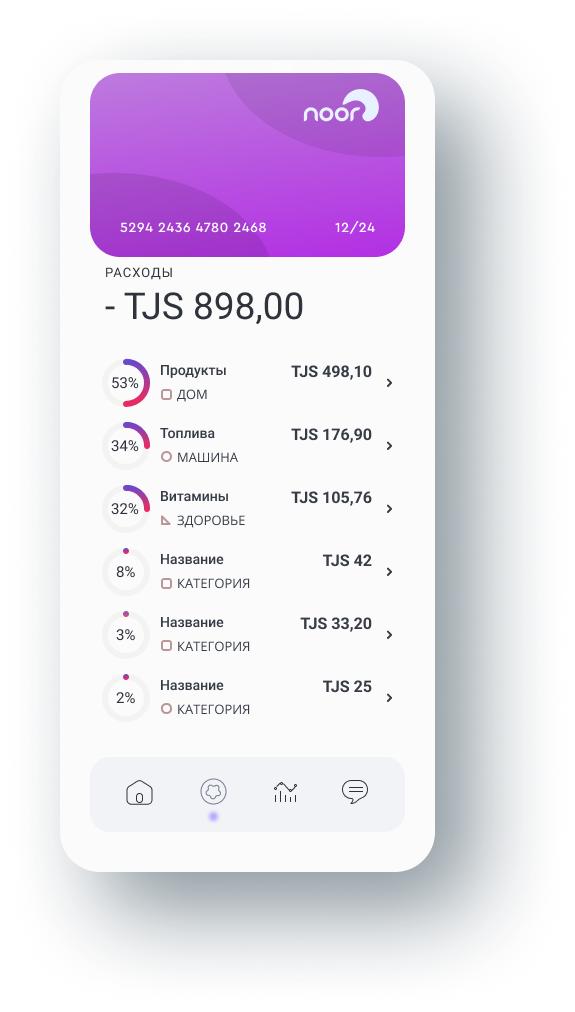 noor
5294 2436 4780 2468 12/24
РАСХОДЫ
- TJS 898,00
53% Продукты TJS 498,10
ДОМ
34% Топлива TJS 176,90
МАШИНА
32% Витамины TJS 105,76
ЗДОРОВЬЕ
8% Название TJS 42
КАТЕГОРИЯ
3% Название TJS 33,20
КАТЕГОРИЯ
2% Название TJS 25
КАТЕГОРИЯ